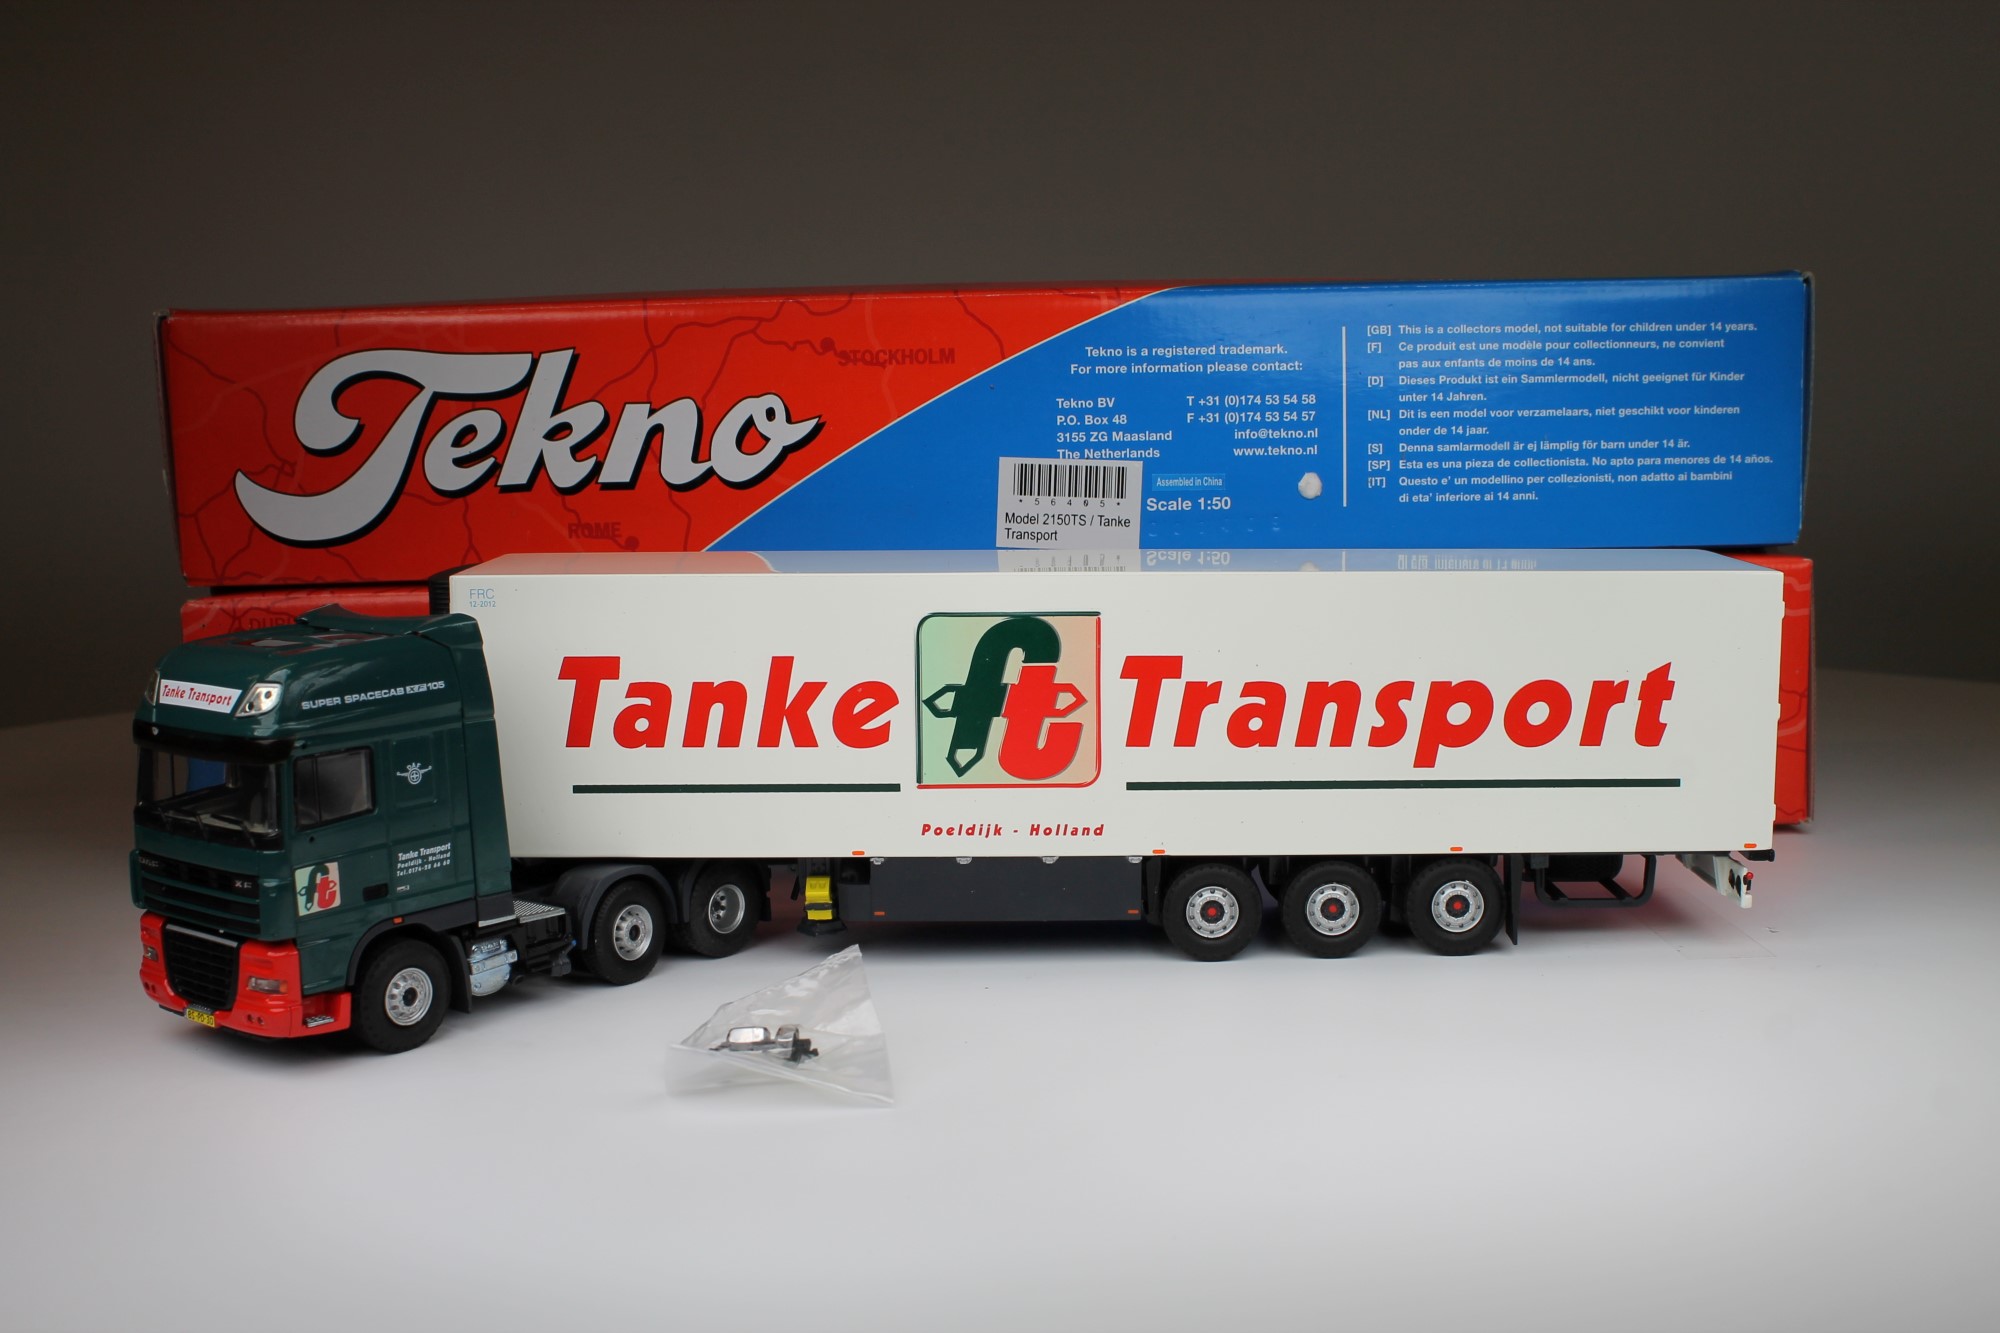 Tekno
STOCKHOLM
ROME
Tekno is a registered trademark.
For more information please contact:
Tekno BV
P.O. Box 48
3155 ZG Maasland
The Netherlands
T +31 (0)174 53 54 58
F +31 (0)174 53 54 57
info@tekno.nl
www.tekno.nl
*56405*
Model 2150TS / Tanke
Transport
Assembled in China
Scale 1:50
[GB] This is a collectors model, not suitable for children under 14 years.
[F] Ce produit est une modèle pour collectionneurs, ne convient
pas aux enfants de moins de 14 ans.
[D] Dieses Produkt ist ein Sammlermodell, nicht geeignet für Kinder
unter 14 Jahren.
[NL] Dit is een model voor verzamelaars, niet geschikt voor kinderen
onder de 14 jaar.
[S] Denna samlarmodell är ej lämplig för barn under 14 år.
[SP] Esta es una pieza de collectionista. No apto para menores de 14 años.
[IT] Questo e' un modellino per collezionisti, non adatto ai bambini
di eta' inferiore ai 14 anni.
FRC
12-2012
Tanke ft Transport
Poeldijk - Holland
Tanke Transport
SUPER SPACECAB XF 105
DAF
Tanke Transport
Poeldijk - Holland
ft
XF